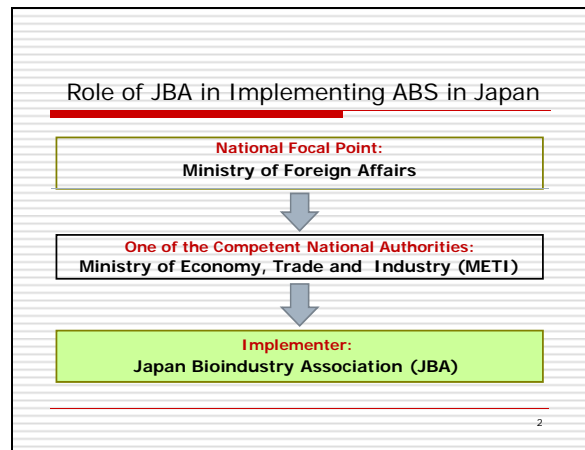 Role of JBA in Implementing ABS in Japan
National Focal Point:
Ministry of Foreign Affairs
One of the Competent National Authorities:
Ministry of Economy, Trade and Industry (METI)
Implementer:
Japan Bioindustry Association (JBA)
2